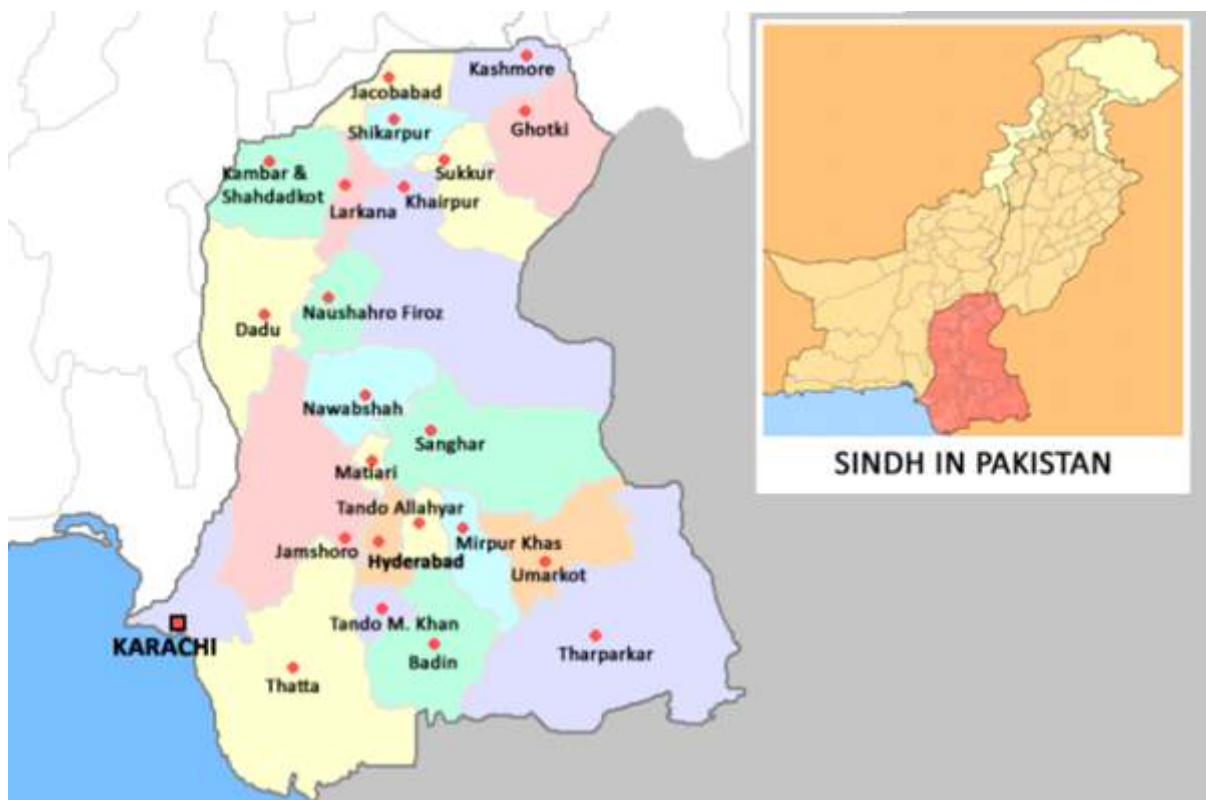 Kashmore
Jacobabad
Ghotki
Shikarpur
Sukkur
Kambar &
Shahdadkot
Khairpur
Larkana
Naushahro Firoz
Dadu
Nawabshah
Sanghar
Matiari
Tando Allahyar
Mirpur Khas
Jamshoro
Hyderabad
Umarkot
Tando M. Khan
KARACHI
Tharparkar
Badin
Thatta
SINDH IN PAKISTAN